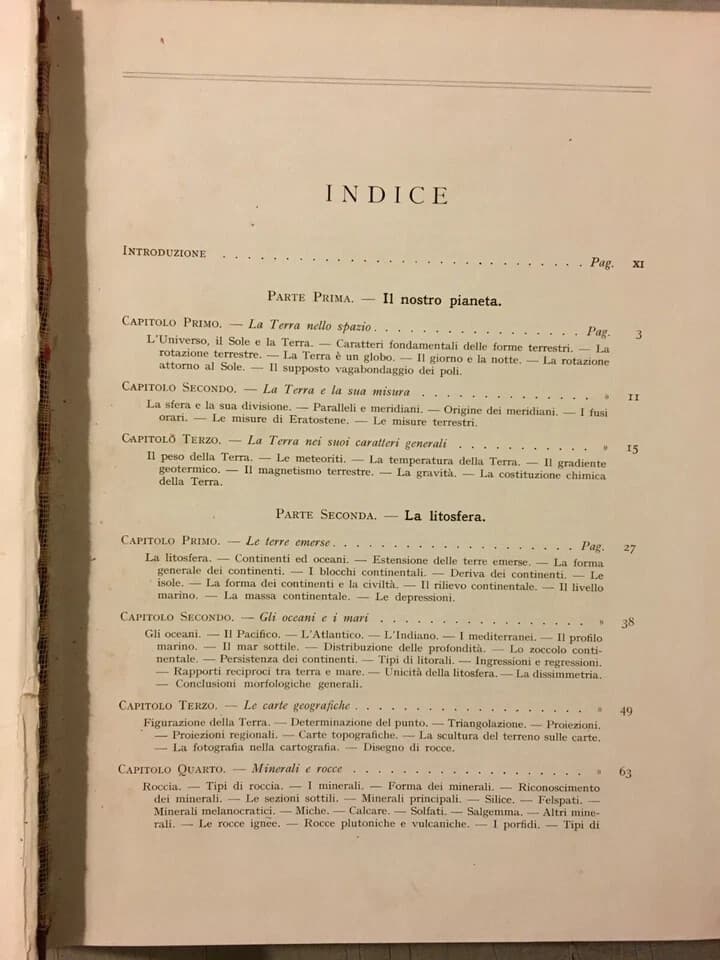 INDICE
INTRODUZIONE . . . . . . . . . . . . . . . . . . . . . . . . . . . . . Pag. XI
PARTE PRIMA. — Il nostro pianeta.
CAPITOLO PRIMO. — La Terra nello spazio . . . . . . . . . . . . . . . . . Pag. 3
L'Universo, il Sole e la Terra. — Caratteri fondamentali delle forme terrestri. — La
rotazione terrestre. — La Terra è un globo. — Il giorno e la notte. — La rotazione
attorno al Sole. — Il supposto vagabondaggio dei poli.
CAPITOLO SECONDO. — La Terra e la sua misura . . . . . . . . . . . . . . » 11
La sfera e la sua divisione. — Paralleli e meridiani. — Origine dei meridiani. — I fusi
orari. — Le misure di Eratostene. — Le misure terrestri.
CAPITOLO TERZO. — La Terra nei suoi caratteri generali . . . . . . . . . . . » 15
Il peso della Terra. — Le meteoriti. — La temperatura della Terra. — Il gradiente
geotermico. — Il magnetismo terrestre. — La gravità. — La costituzione chimica
della Terra.
PARTE SECONDA. — La litosfera.
CAPITOLO PRIMO. — Le terre emerse . . . . . . . . . . . . . . . . . . . . Pag. 27
La litosfera. — Continenti ed oceani. — Estensione delle terre emerse. — La forma
generale dei continenti. — I blocchi continentali. — Deriva dei continenti. — Le
isole. — La forma dei continenti e la civiltà. — Il rilievo continentale. — Il livello
marino. — La massa continentale. — Le depressioni.
CAPITOLO SECONDO. — Gli oceani e i mari . . . . . . . . . . . . . . . . . » 38
Gli oceani. — Il Pacifico. — L'Atlantico. — L'Indiano. — I mediterranei. — Il profilo
marino. — Il mar sottile. — Distribuzione delle profondità. — Lo zoccolo conti-
nentale. — Persistenza dei continenti. — Tipi di litorali. — Ingressioni e regressioni.
— Rapporti reciproci tra terra e mare. — Unicità della litosfera. — La dissimmetria.
— Conclusioni morfologiche generali.
CAPITOLO TERZO. — Le carte geografiche . . . . . . . . . . . . . . . . . . . » 49
Figurazione della Terra. — Determinazione del punto. — Triangolazione. — Proiezioni.
— Proiezioni regionali. — Carte topografiche. — La scultura del terreno sulle carte.
— La fotografia nella cartografia. — Disegno di rocce.
CAPITOLO QUARTO. — Minerali e rocce . . . . . . . . . . . . . . . . . . . » 63
Roccia. — Tipi di roccia. — I minerali. — Forma dei minerali. — Riconoscimento
dei minerali. — Le sezioni sottili. — Minerali principali. — Silice. — Felspati. —
Minerali melanocratici. — Miche. — Calcare. — Solfati. — Salgemma. — Altri mine-
rali. — Le rocce ignee. — Rocce plutoniche e vulcaniche. — I porfidi. — Tipi di